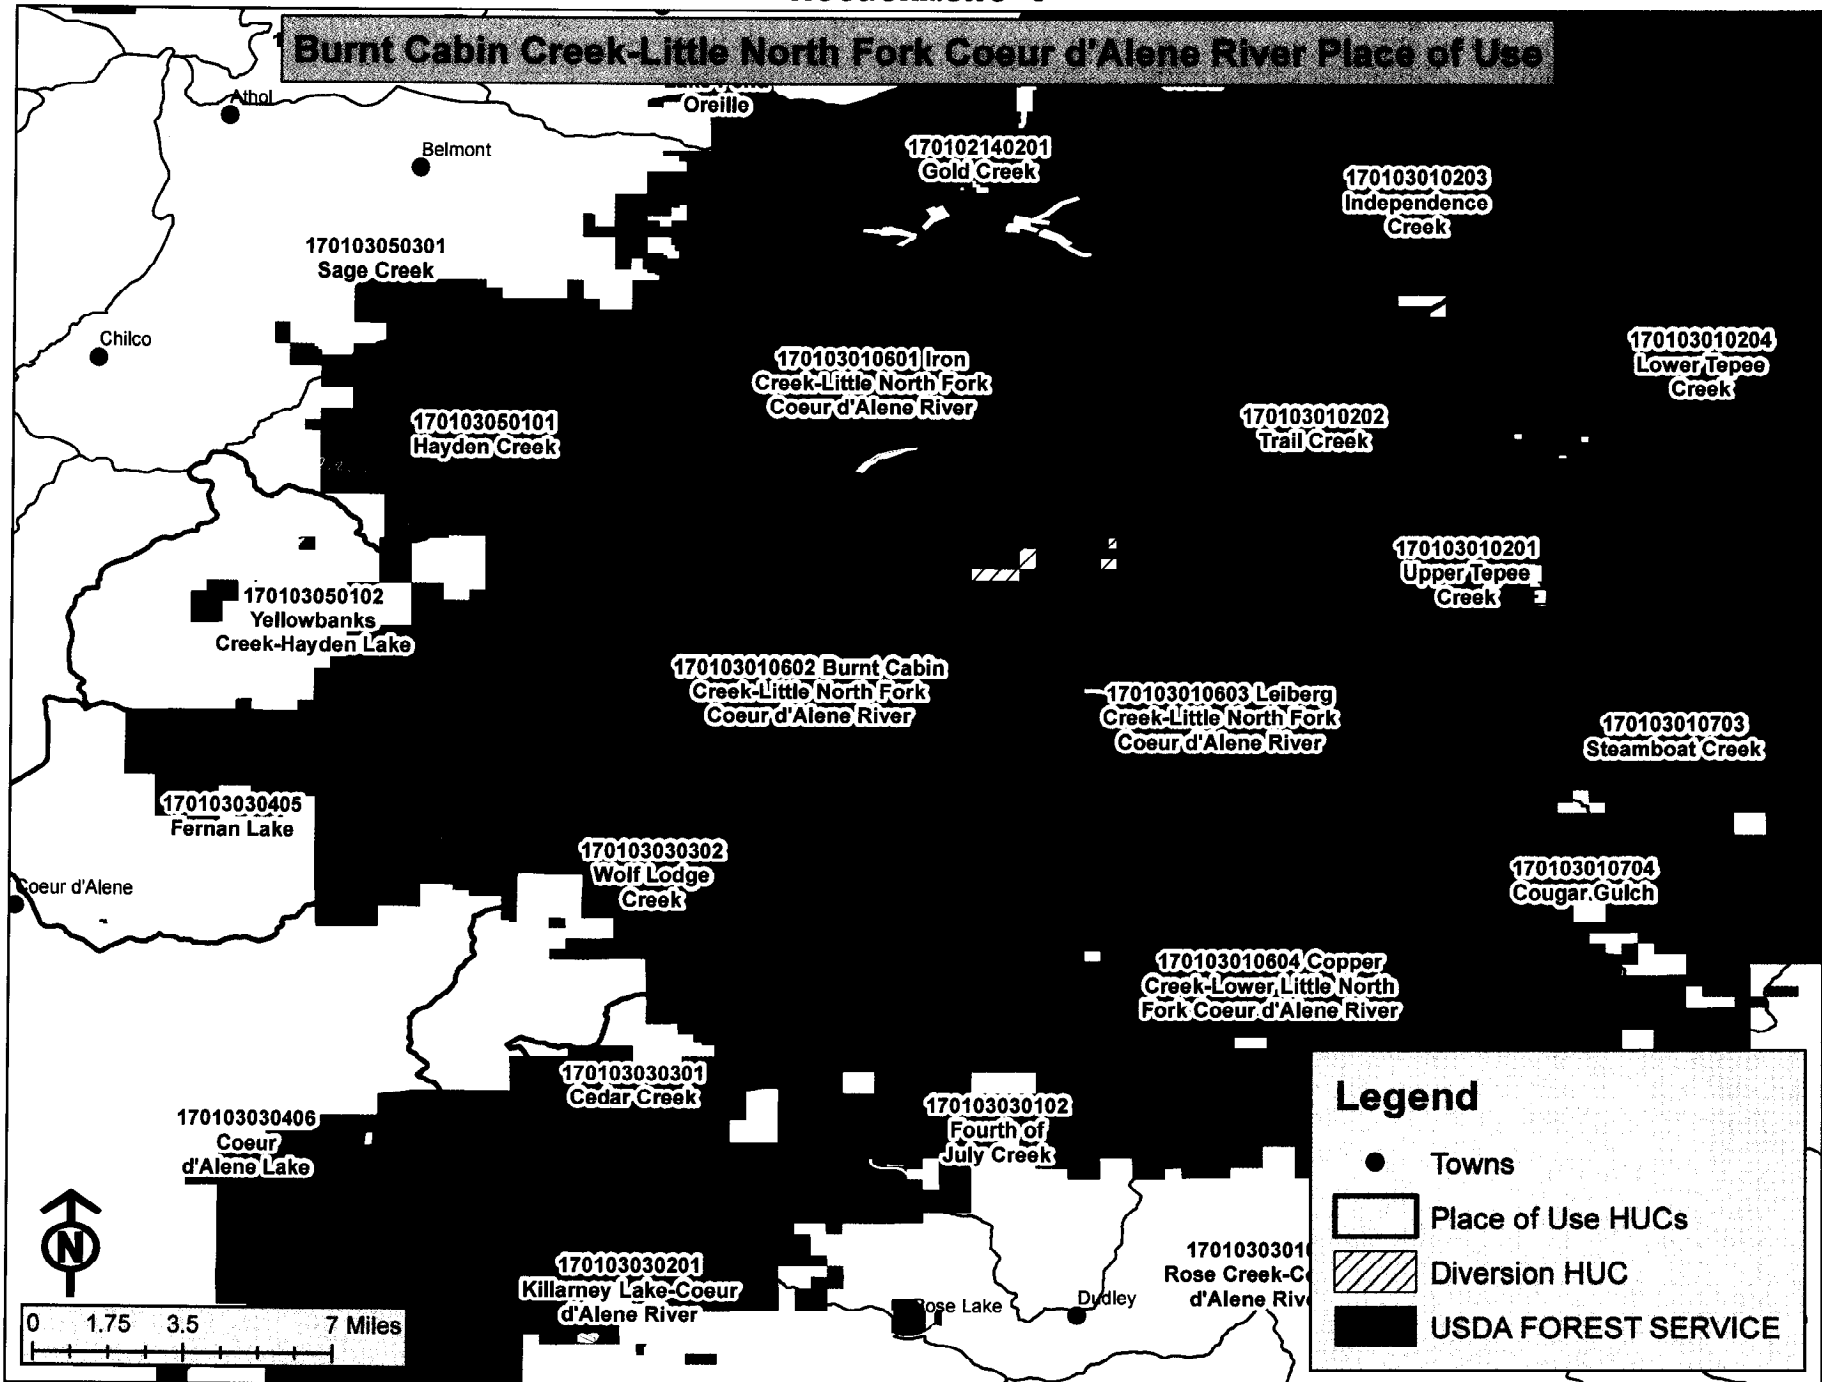 Burnt Cabin Creek-Little North Fork Coeur d'Alene River Place of Use
Athol
Oreille
Belmont
170102140201
Gold Creek
170103010203
Independence
Creek
170103050301
Sage Creek
Chilco
170103010601 Iron
Creek-Little North Fork
Coeur d'Alene River
170103010204
Lower Tepee
Creek
170103050101
Hayden Creek
170103010202
Trail Creek
170103010201
Upper Tepee
Creek
170103050102
Yellowbanks
Creek-Hayden Lake
170103010602 Burnt Cabin
Creek-Little North Fork
Coeur d'Alene River
170103010603 Leiberg
Creek-Little North Fork
Coeur d'Alene River
170103010703
Steamboat Creek
170103030405
Fernan Lake
Coeur d'Alene
170103030302
Wolf Lodge
Creek
170103010704
Cougar Gulch
170103010604 Copper
Creek-Lower Little North
Fork Coeur d'Alene River
170103030301
Cedar Creek
170103030102
Fourth of
July Creek
170103030406
Coeur
d'Alene Lake
170103030201
Killarney Lake-Coeur
d'Alene River
Rose Lake
Dudley
17010303010
Rose Creek-C
d'Alene Riv
N
0 1.75 3.5 7 Miles
Legend
Towns
Place of Use HUCs
Diversion HUC
USDA FOREST SERVICE